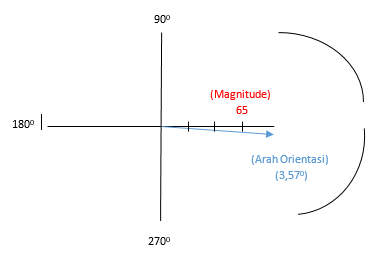 90⁰
(Magnitude)
65
180⁰
(Arah Orientasi)
(3,57⁰)
270⁰